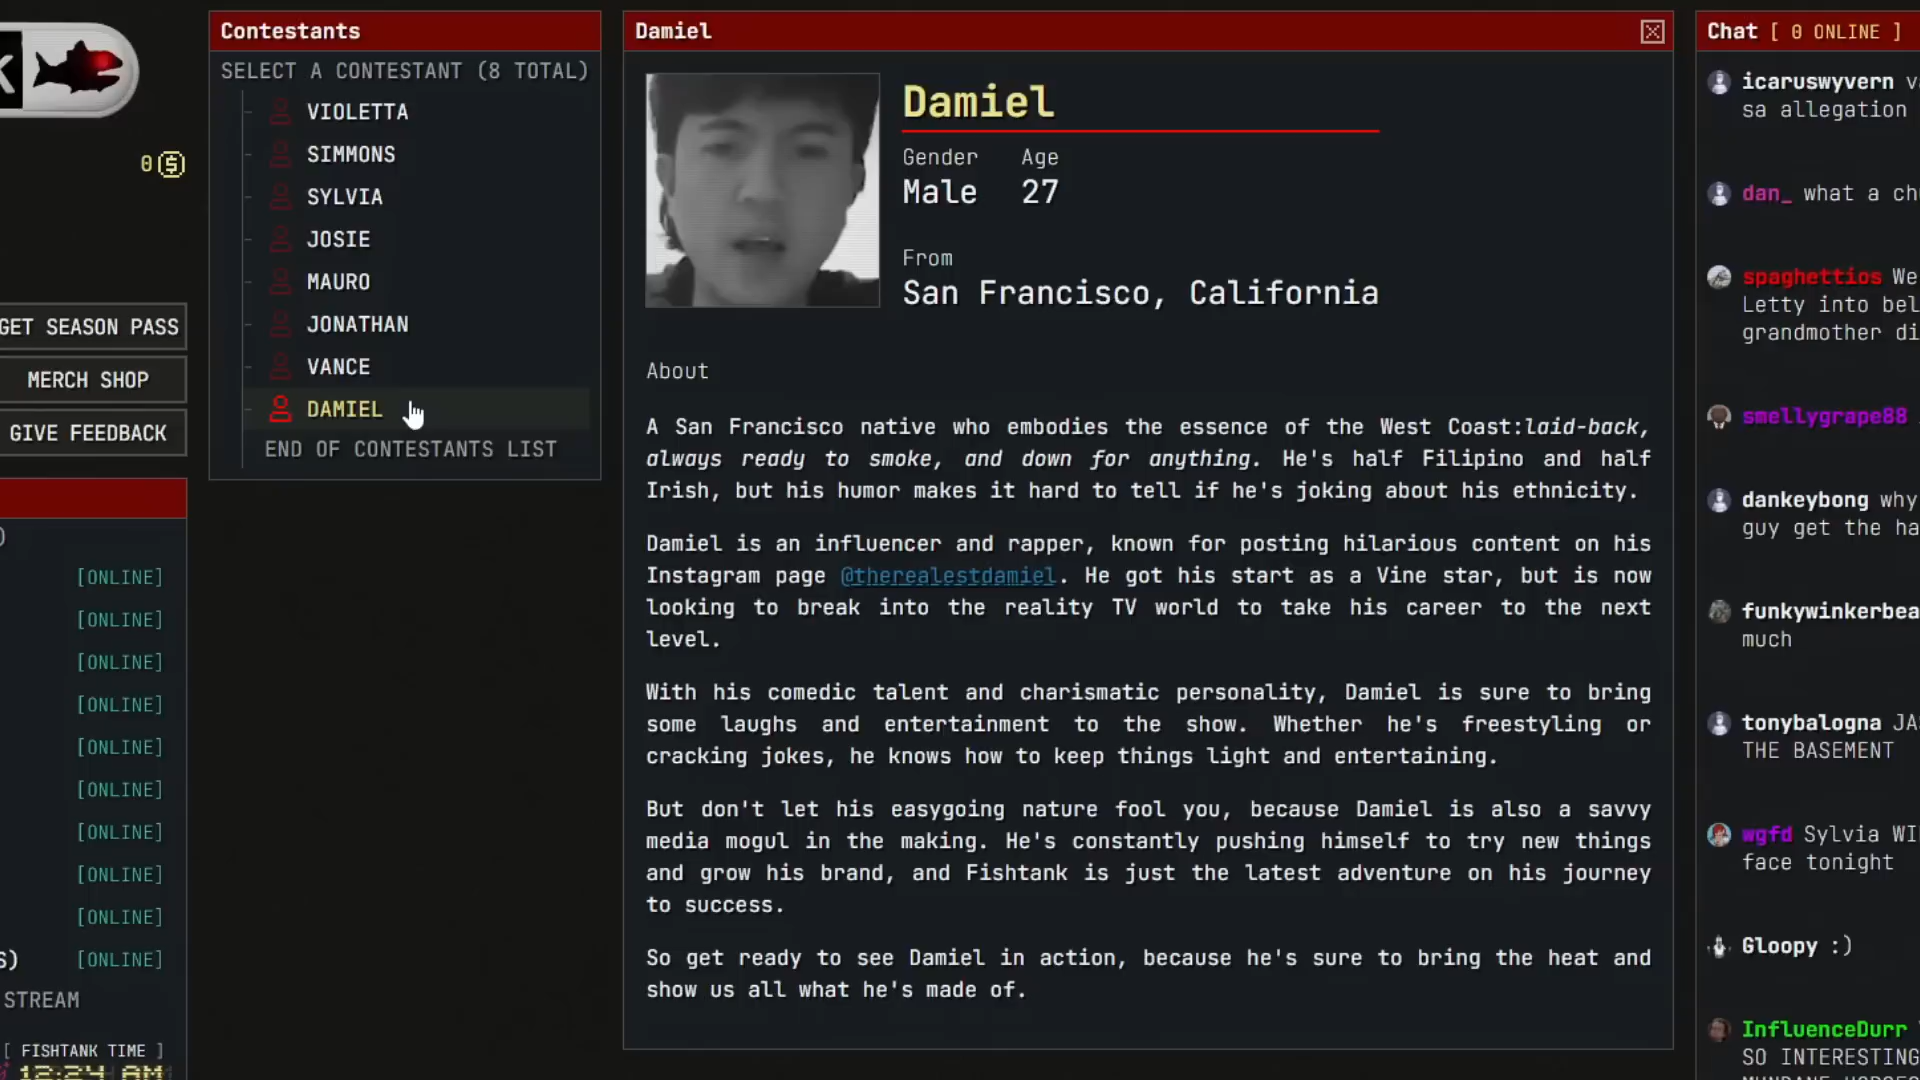 K
0
GET SEASON PASS
MERCH SHOP
GIVE FEEDBACK
[ONLINE]
[ONLINE]
[ONLINE]
[ONLINE]
[ONLINE]
[ONLINE]
[ONLINE]
[ONLINE]
[ONLINE]
S) [ONLINE]
STREAM
[ FISHTANK TIME ]
12:24 AM
Contestants
SELECT A CONTESTANT (8 TOTAL)
VIOLETTA
SIMMONS
SYLVIA
JOSIE
MAURO
JONATHAN
VANCE
DAMIEL
END OF CONTESTANTS LIST
Damiel
Damiel
Gender Age
Male 27
From
San Francisco, California
About
A San Francisco native who embodies the essence of the West Coast:laid-back,
always ready to smoke, and down for anything. He's half Filipino and half
Irish, but his humor makes it hard to tell if he's joking about his ethnicity.
Damiel is an influencer and rapper, known for posting hilarious content on his
Instagram page @therealestdamiel. He got his start as a Vine star, but is now
looking to break into the reality TV world to take his career to the next
level.
With his comedic talent and charismatic personality, Damiel is sure to bring
some laughs and entertainment to the show. Whether he's freestyling or
cracking jokes, he knows how to keep things light and entertaining.
But don't let his easygoing nature fool you, because Damiel is also a savvy
media mogul in the making. He's constantly pushing himself to try new things
and grow his brand, and Fishtank is just the latest adventure on his journey
to success.
So get ready to see Damiel in action, because he's sure to bring the heat and
show us all what he's made of.
Chat [ 0 ONLINE ]
icaruswyvern va
sa allegation
dan_ what a ch
spaghettios We
Letty into bel
grandmother di
smellygrape88
dankeybong why
guy get the ha
funkywinkerbea
much
tonybalogna JA
THE BASEMENT
wgfd Sylvia WI
face tonight
Gloopy :)
InfluenceDurr
SO INTERESTING